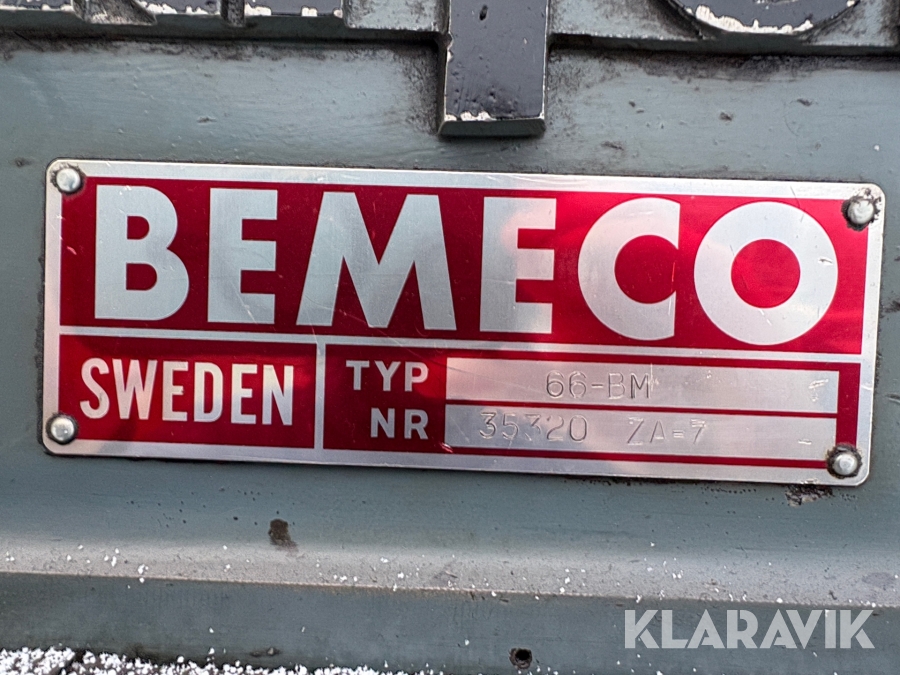 BEMECO
SWEDEN
TYP 66-BM
NR 35320 ZA-7
KLARAVIK